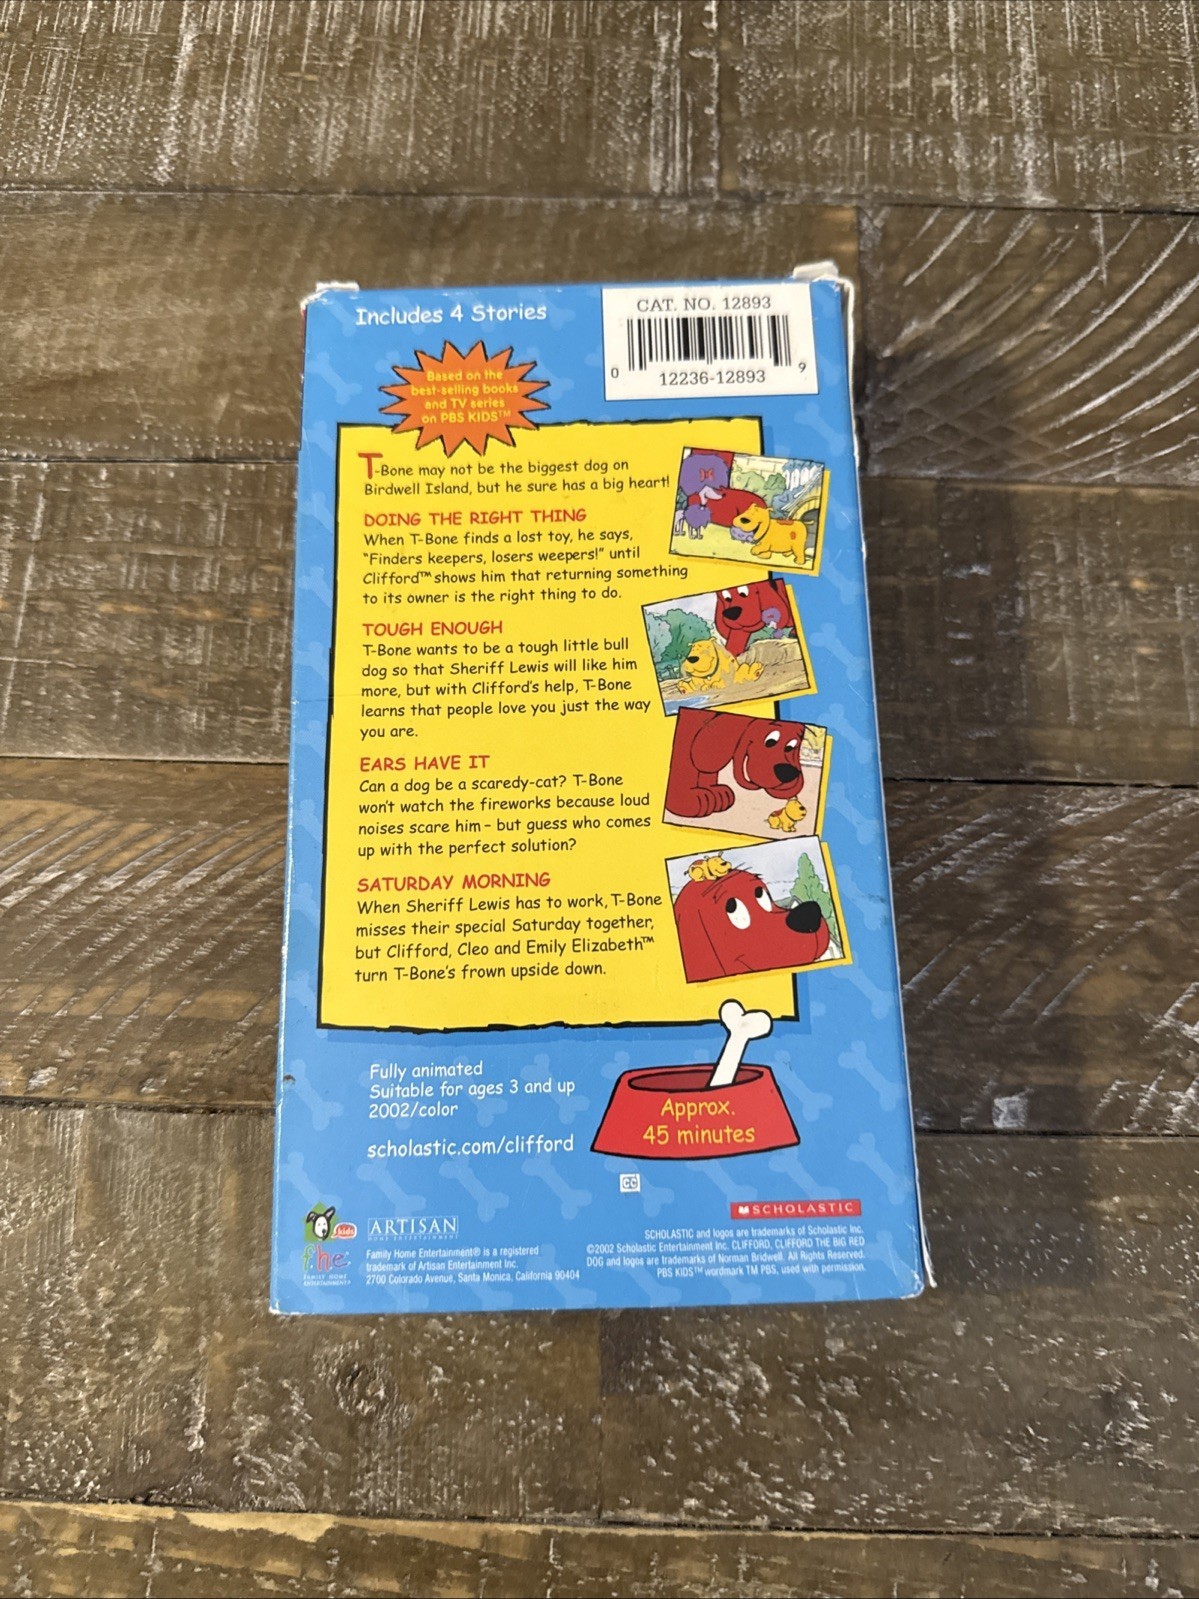 Includes 4 Stories
CAT. NO. 12893
0 12236-12893 9
Based on the
best-selling books
and TV series
on PBS KIDS™
T-Bone may not be the biggest dog on
Birdwell Island, but he sure has a big heart!
DOING THE RIGHT THING
When T-Bone finds a lost toy, he says,
"Finders keepers, losers weepers!" until
Clifford™ shows him that returning something
to its owner is the right thing to do.
TOUGH ENOUGH
T-Bone wants to be a tough little bull
dog so that Sheriff Lewis will like him
more, but with Clifford's help, T-Bone
learns that people love you just the way
you are.
EARS HAVE IT
Can a dog be a scaredy-cat? T-Bone
won't watch the fireworks because loud
noises scare him – but guess who comes
up with the perfect solution?
SATURDAY MORNING
When Sheriff Lewis has to work, T-Bone
misses their special Saturday together,
but Clifford, Cleo and Emily Elizabeth™
turn T-Bone's frown upside down.
Fully animated
Suitable for ages 3 and up
2002/color
scholastic.com/clifford
Approx.
45 minutes
CC
kids
f.h.e.
FAMILY HOME
ENTERTAINMENT
ARTISAN
HOME ENTERTAINMENT
Family Home Entertainment® is a registered
trademark of Artisan Entertainment Inc.
2700 Colorado Avenue, Santa Monica, California 90404
SCHOLASTIC
SCHOLASTIC and logos are trademarks of Scholastic Inc.
©2002 Scholastic Entertainment Inc. CLIFFORD, CLIFFORD THE BIG RED
DOG and logos are trademarks of Norman Bridwell. All Rights Reserved.
PBS KIDS™ wordmark TM PBS, used with permission.